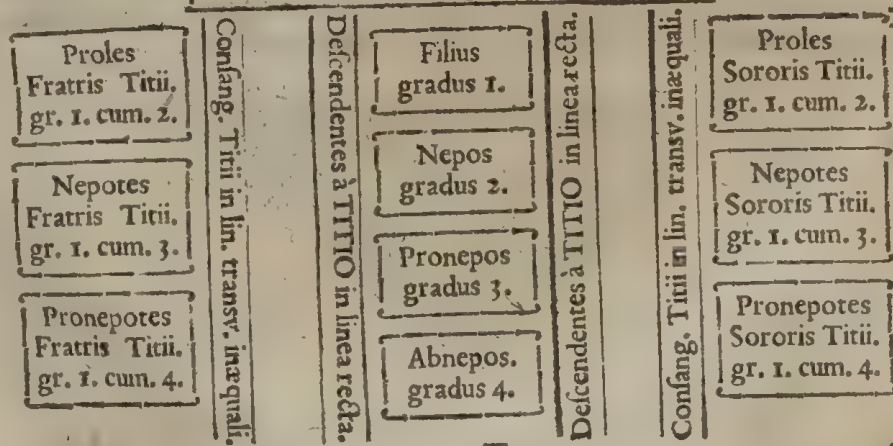 Proles
Fratris Titii.
gr. 1. cum. 2.
Nepotes
Fratris Titii.
gr. 1. cum. 3.
Pronepotes
Fratris Titii.
gr. 1. cum. 4.
Conſang. Titii in lin. transv. inæquali.
Deſcendentes à TITIO in linea recta.
Filius
gradus 1.
Nepos
gradus 2.
Pronepos
gradus 3.
Abnepos.
gradus 4.
Deſcendentes à TITIO in linea recta.
Conſang. Titii in lin. transv. inæquali.
Proles
Sororis Titii.
gr. 1. cum. 2.
Nepotes
Sororis Titii.
gr. 1. cum. 3.
Pronepotes
Sororis Titii.
gr. 1. cum. 4.